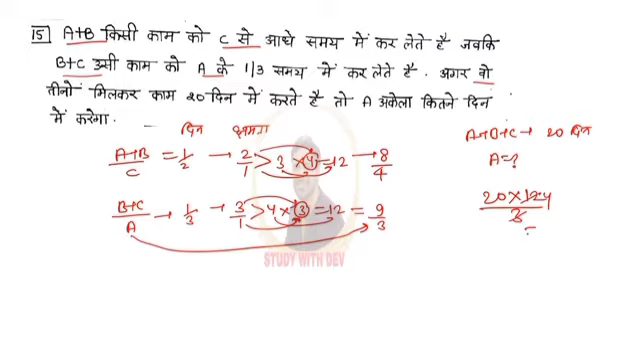 15 A+B किसी काम को C से आधे समय में कर लेते है जबकि
B+C उसी काम को A के 1/3 समय में कर लेते है. अगर वो
तीनों मिलकर काम 20 दिन में करते है तो A अकेला कितने दिन
में करेगा.
दिन क्षमता
A+B+C → 20 दिन
A+B/C = 1/2 → 2/1 > 3 × 4 = 12 → 8/4
A=?
B+C/A → 1/3 → 3/1 > 4 × 3 = 12 = 9/3
20 × 12 4 / 3
STUDY WITH DEV